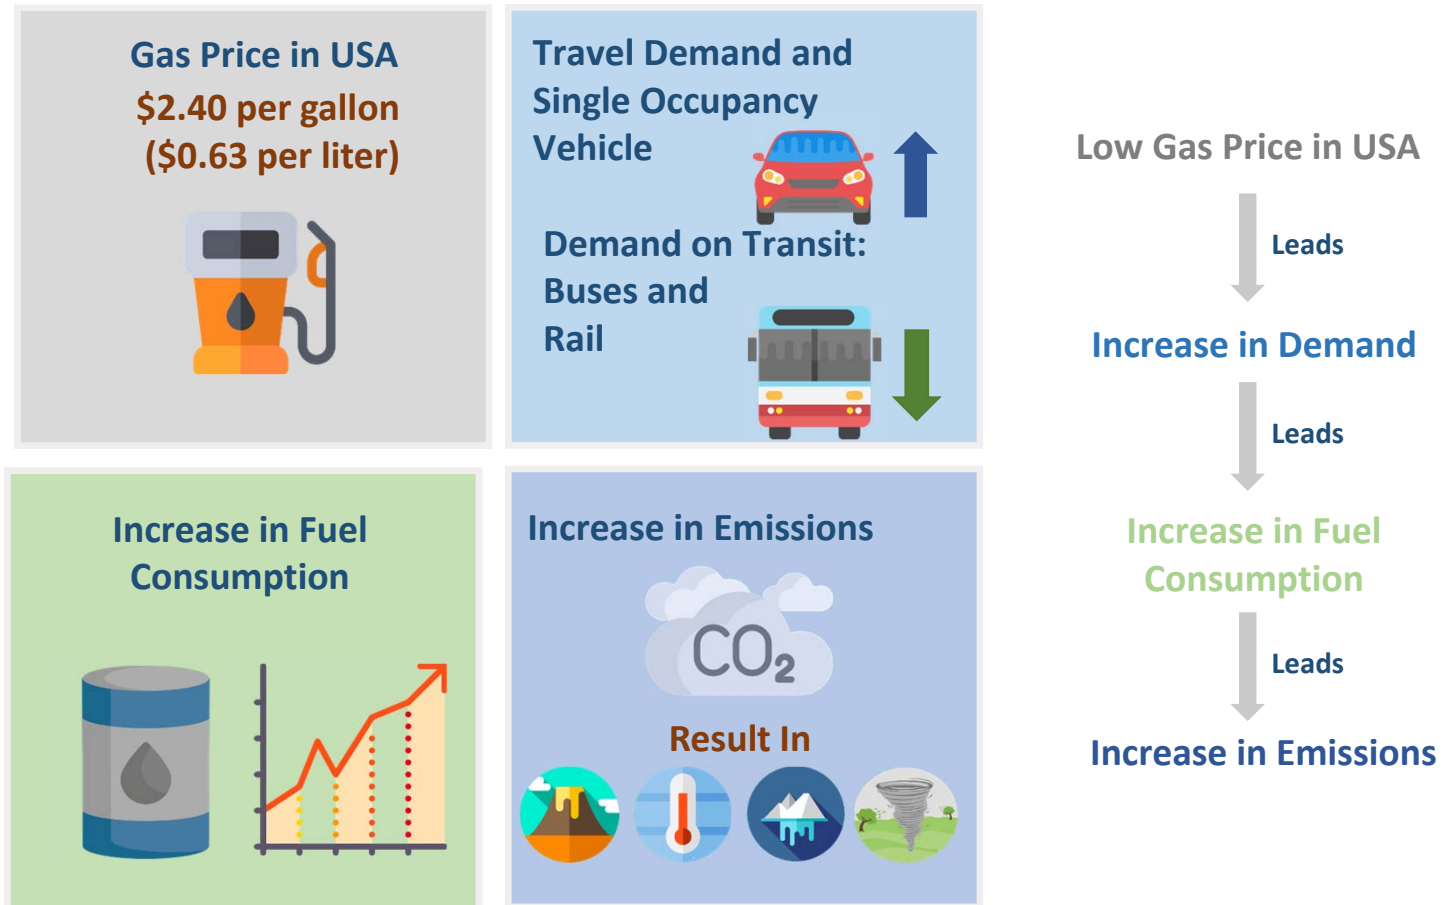 Gas Price in USA
$2.40 per gallon
($0.63 per liter)
Travel Demand and
Single Occupancy
Vehicle
Demand on Transit:
Buses and
Rail
Increase in Fuel
Consumption
Increase in Emissions
CO₂
Result In
Low Gas Price in USA
Leads
Increase in Demand
Leads
Increase in Fuel
Consumption
Leads
Increase in Emissions